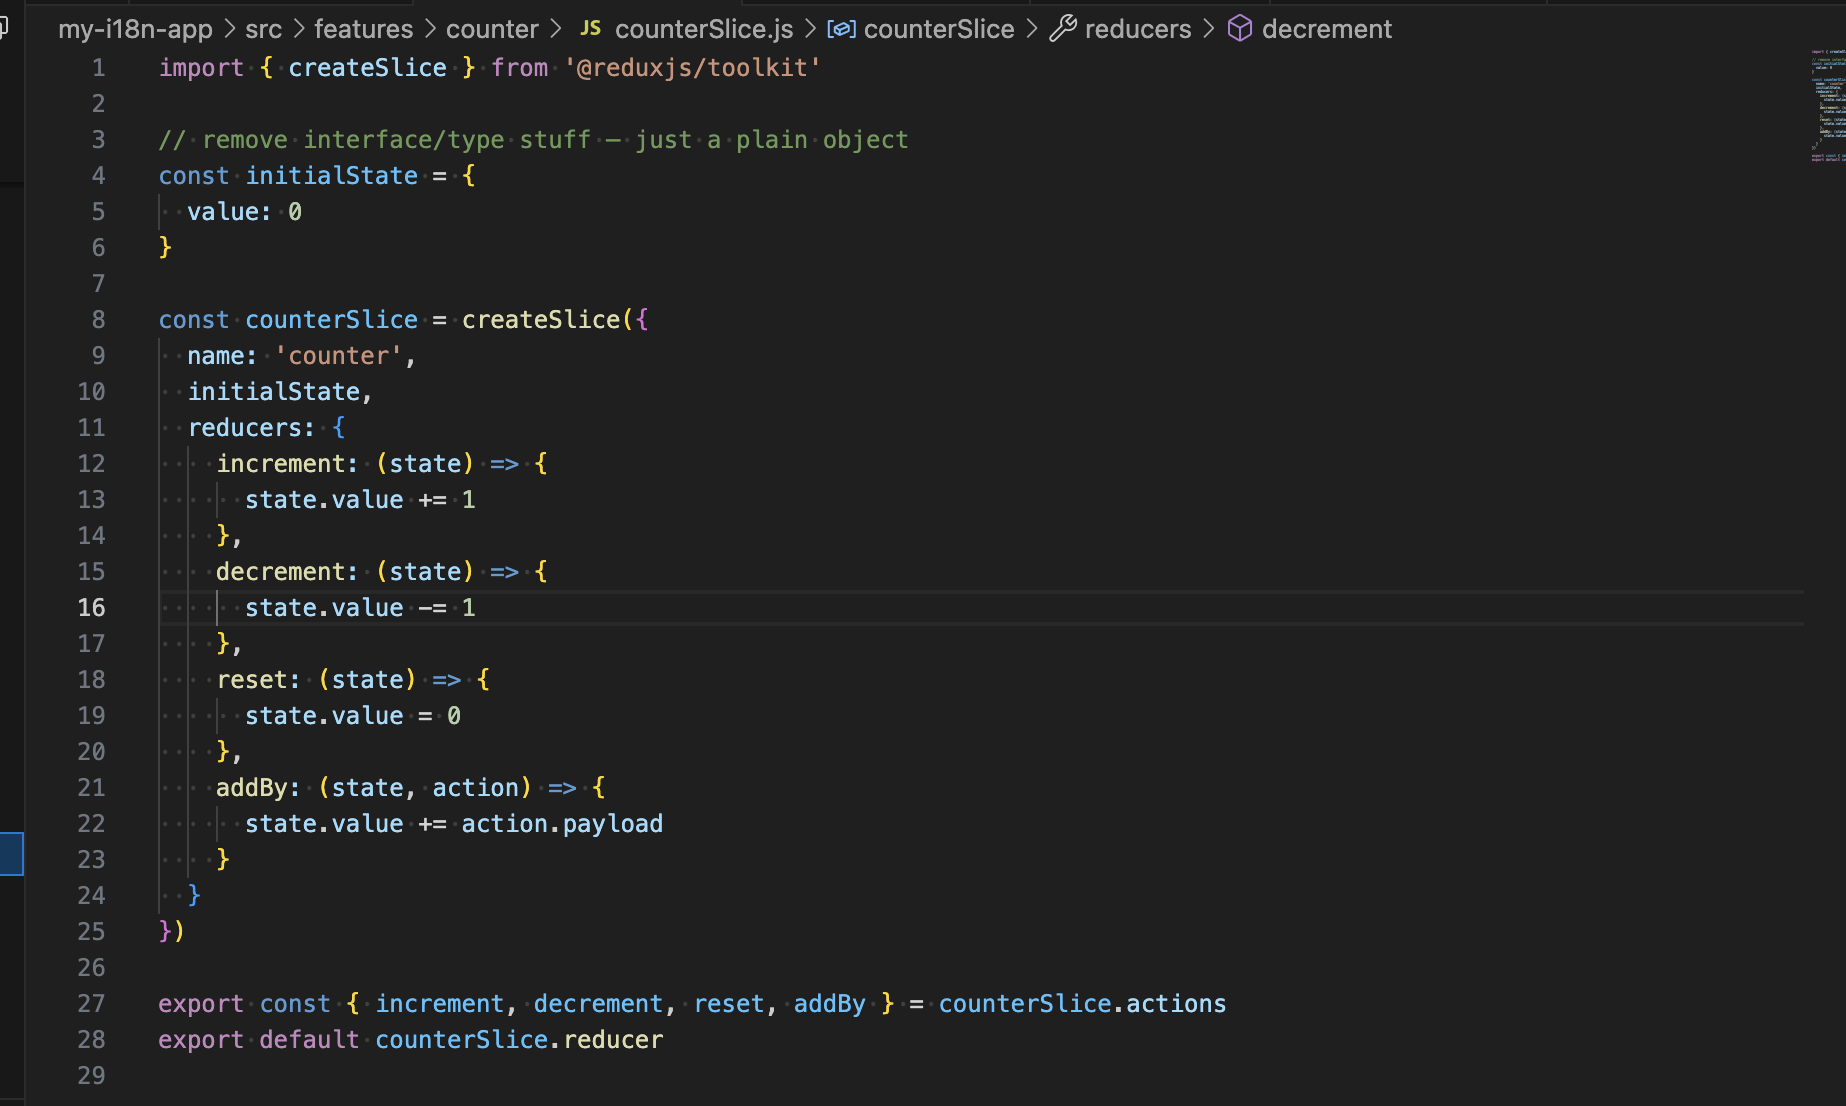 my-i18n-app > src > features > counter > JS counterSlice.js > counterSlice > reducers > decrement
1 import { createSlice } from '@reduxjs/toolkit'
2
3 // remove interface/type stuff — just a plain object
4 const initialState = {
5   value: 0
6 }
7
8 const counterSlice = createSlice({
9   name: 'counter',
10   initialState,
11   reducers: {
12     increment: (state) => {
13       state.value += 1
14     },
15     decrement: (state) => {
16       state.value -= 1
17     },
18     reset: (state) => {
19       state.value = 0
20     },
21     addBy: (state, action) => {
22       state.value += action.payload
23     }
24   }
25 })
26
27 export const { increment, decrement, reset, addBy } = counterSlice.actions
28 export default counterSlice.reducer
29